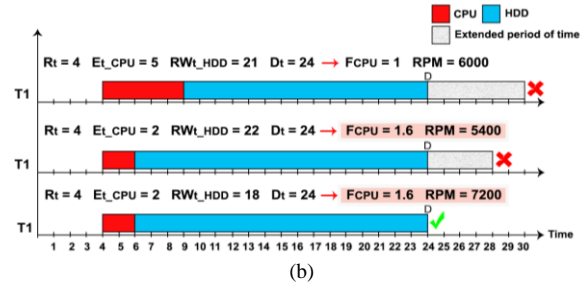 CPU HDD
Extended period of time
Rt = 4 Et_CPU = 5 RWt_HDD = 21 Dt = 24 → FCPU = 1 RPM = 6000
D
T1
Rt = 4 Et_CPU = 2 RWt_HDD = 22 Dt = 24 → FCPU = 1.6 RPM = 5400
D
T1
Rt = 4 Et_CPU = 2 RWt_HDD = 18 Dt = 24 → FCPU = 1.6 RPM = 7200
D
T1
Time
1 2 3 4 5 6 7 8 9 10 11 12 13 14 15 16 17 18 19 20 21 22 23 24 25 26 27 28 29 30
(b)